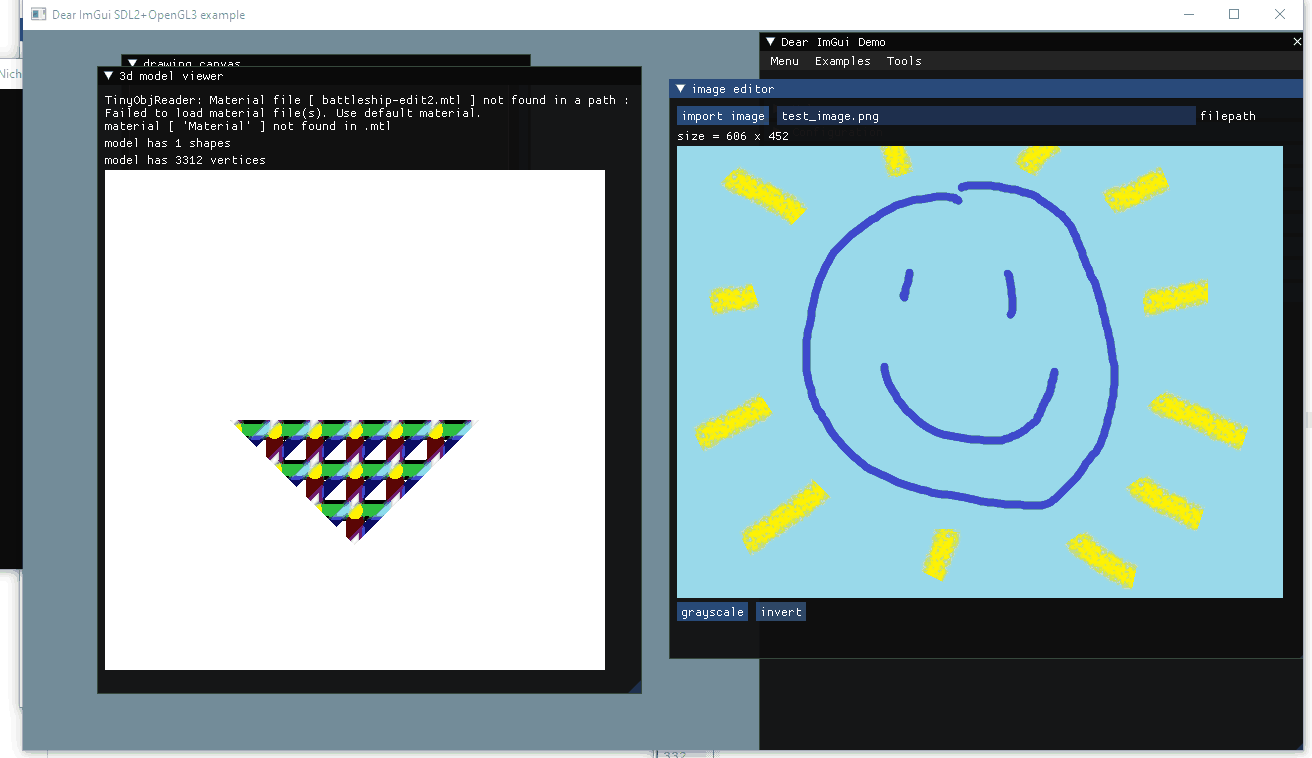 Dear ImGui SDL2+OpenGL3 example
Nich
drawing canvas
3d model viewer
TinyObjReader: Material file [ battleship-edit2.mtl ] not found in a path :
Failed to load material file(s). Use default material.
material [ 'Material' ] not found in .mtl
model has 1 shapes
model has 3312 vertices
Dear ImGui Demo
Menu Examples Tools
image editor
import image test_image.png filepath
size = 606 x 452
grayscale invert
332